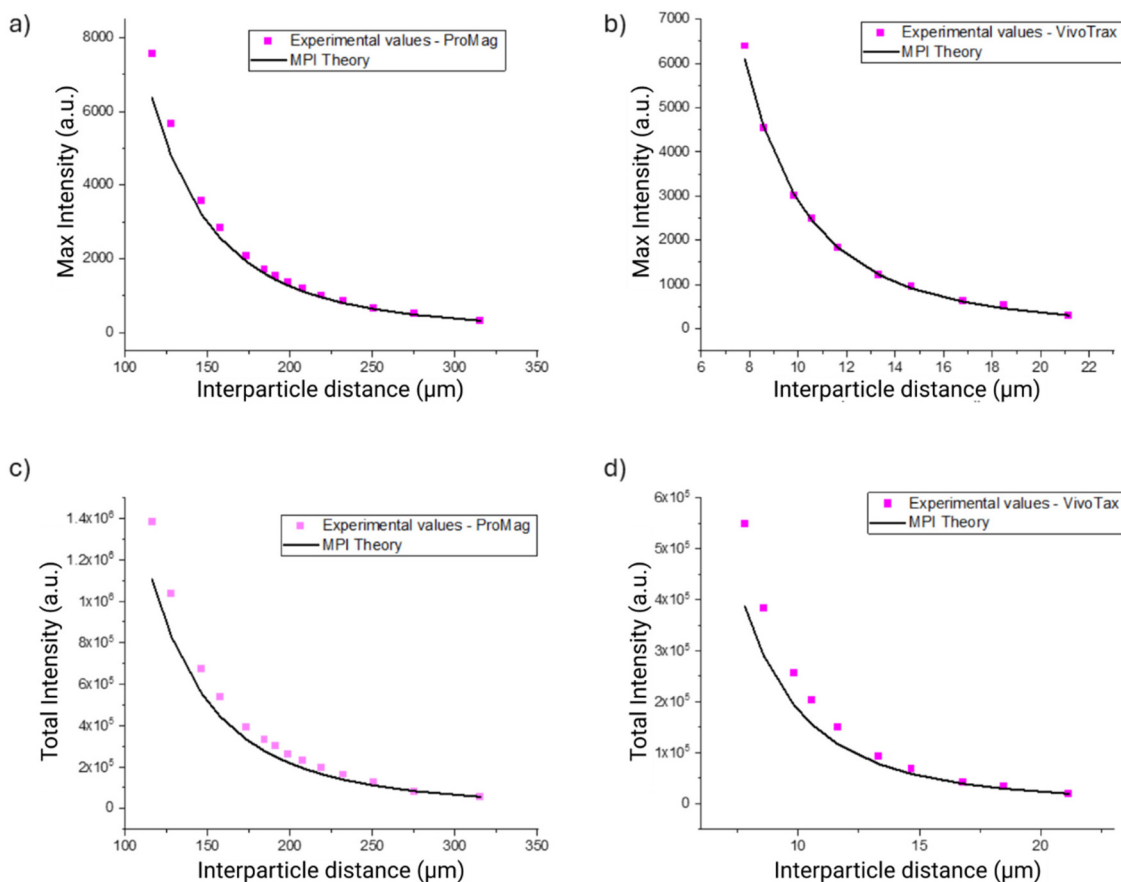 a)
Experimental values - ProMag
MPI Theory
8000
6000
4000
2000
0
Max Intensity (a.u.)
100 150 200 250 300 350
Interparticle distance (µm)
b)
Experimental values - VivoTrax
MPI Theory
7000
6000
5000
4000
3000
2000
1000
0
Max Intensity (a.u.)
6 8 10 12 14 16 18 20 22
Interparticle distance (µm)
c)
Experimental values - ProMag
MPI Theory
1.4x10⁶
1.2x10⁶
1x10⁶
8x10⁵
6x10⁵
4x10⁵
2x10⁵
0
Total Intensity (a.u.)
100 150 200 250 300 350
Interparticle distance (µm)
d)
Experimental values - VivoTax
MPI Theory
6x10⁵
5x10⁵
4x10⁵
3x10⁵
2x10⁵
1x10⁵
0
Total Intensity (a.u.)
10 15 20
Interparticle distance (µm)